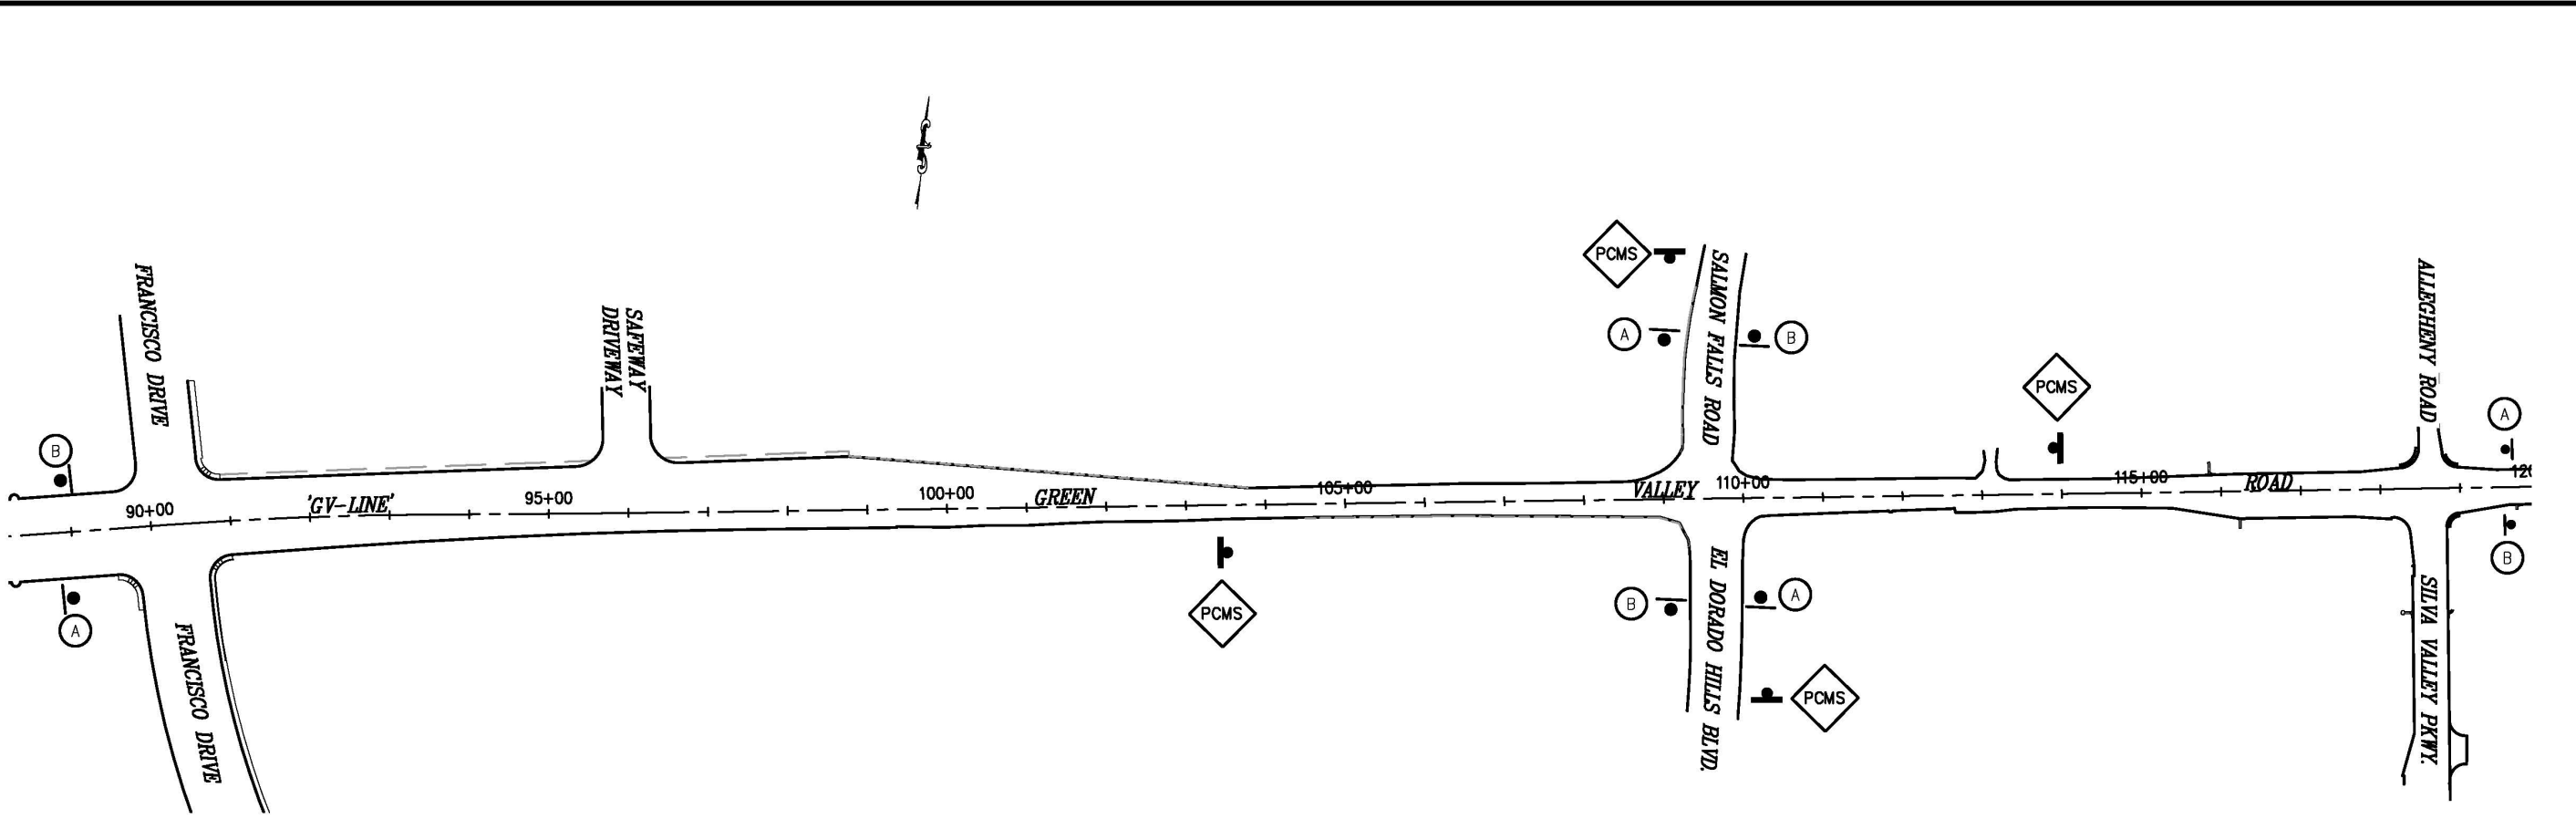 FRANCISCO DRIVE
SAFEWAY
DRIVEWAY
PCMS
SALMON FALLS ROAD
A
B
ALLEGHENY ROAD
PCMS
A
B
90+00
'GV-LINE'
95+00
100+00
GREEN
105+00
VALLEY
110+00
115+00
ROAD
A
FRANCISCO DRIVE
PCMS
B
A
EL DORADO HILLS BLVD.
PCMS
B
SILVA VALLEY PKWY.